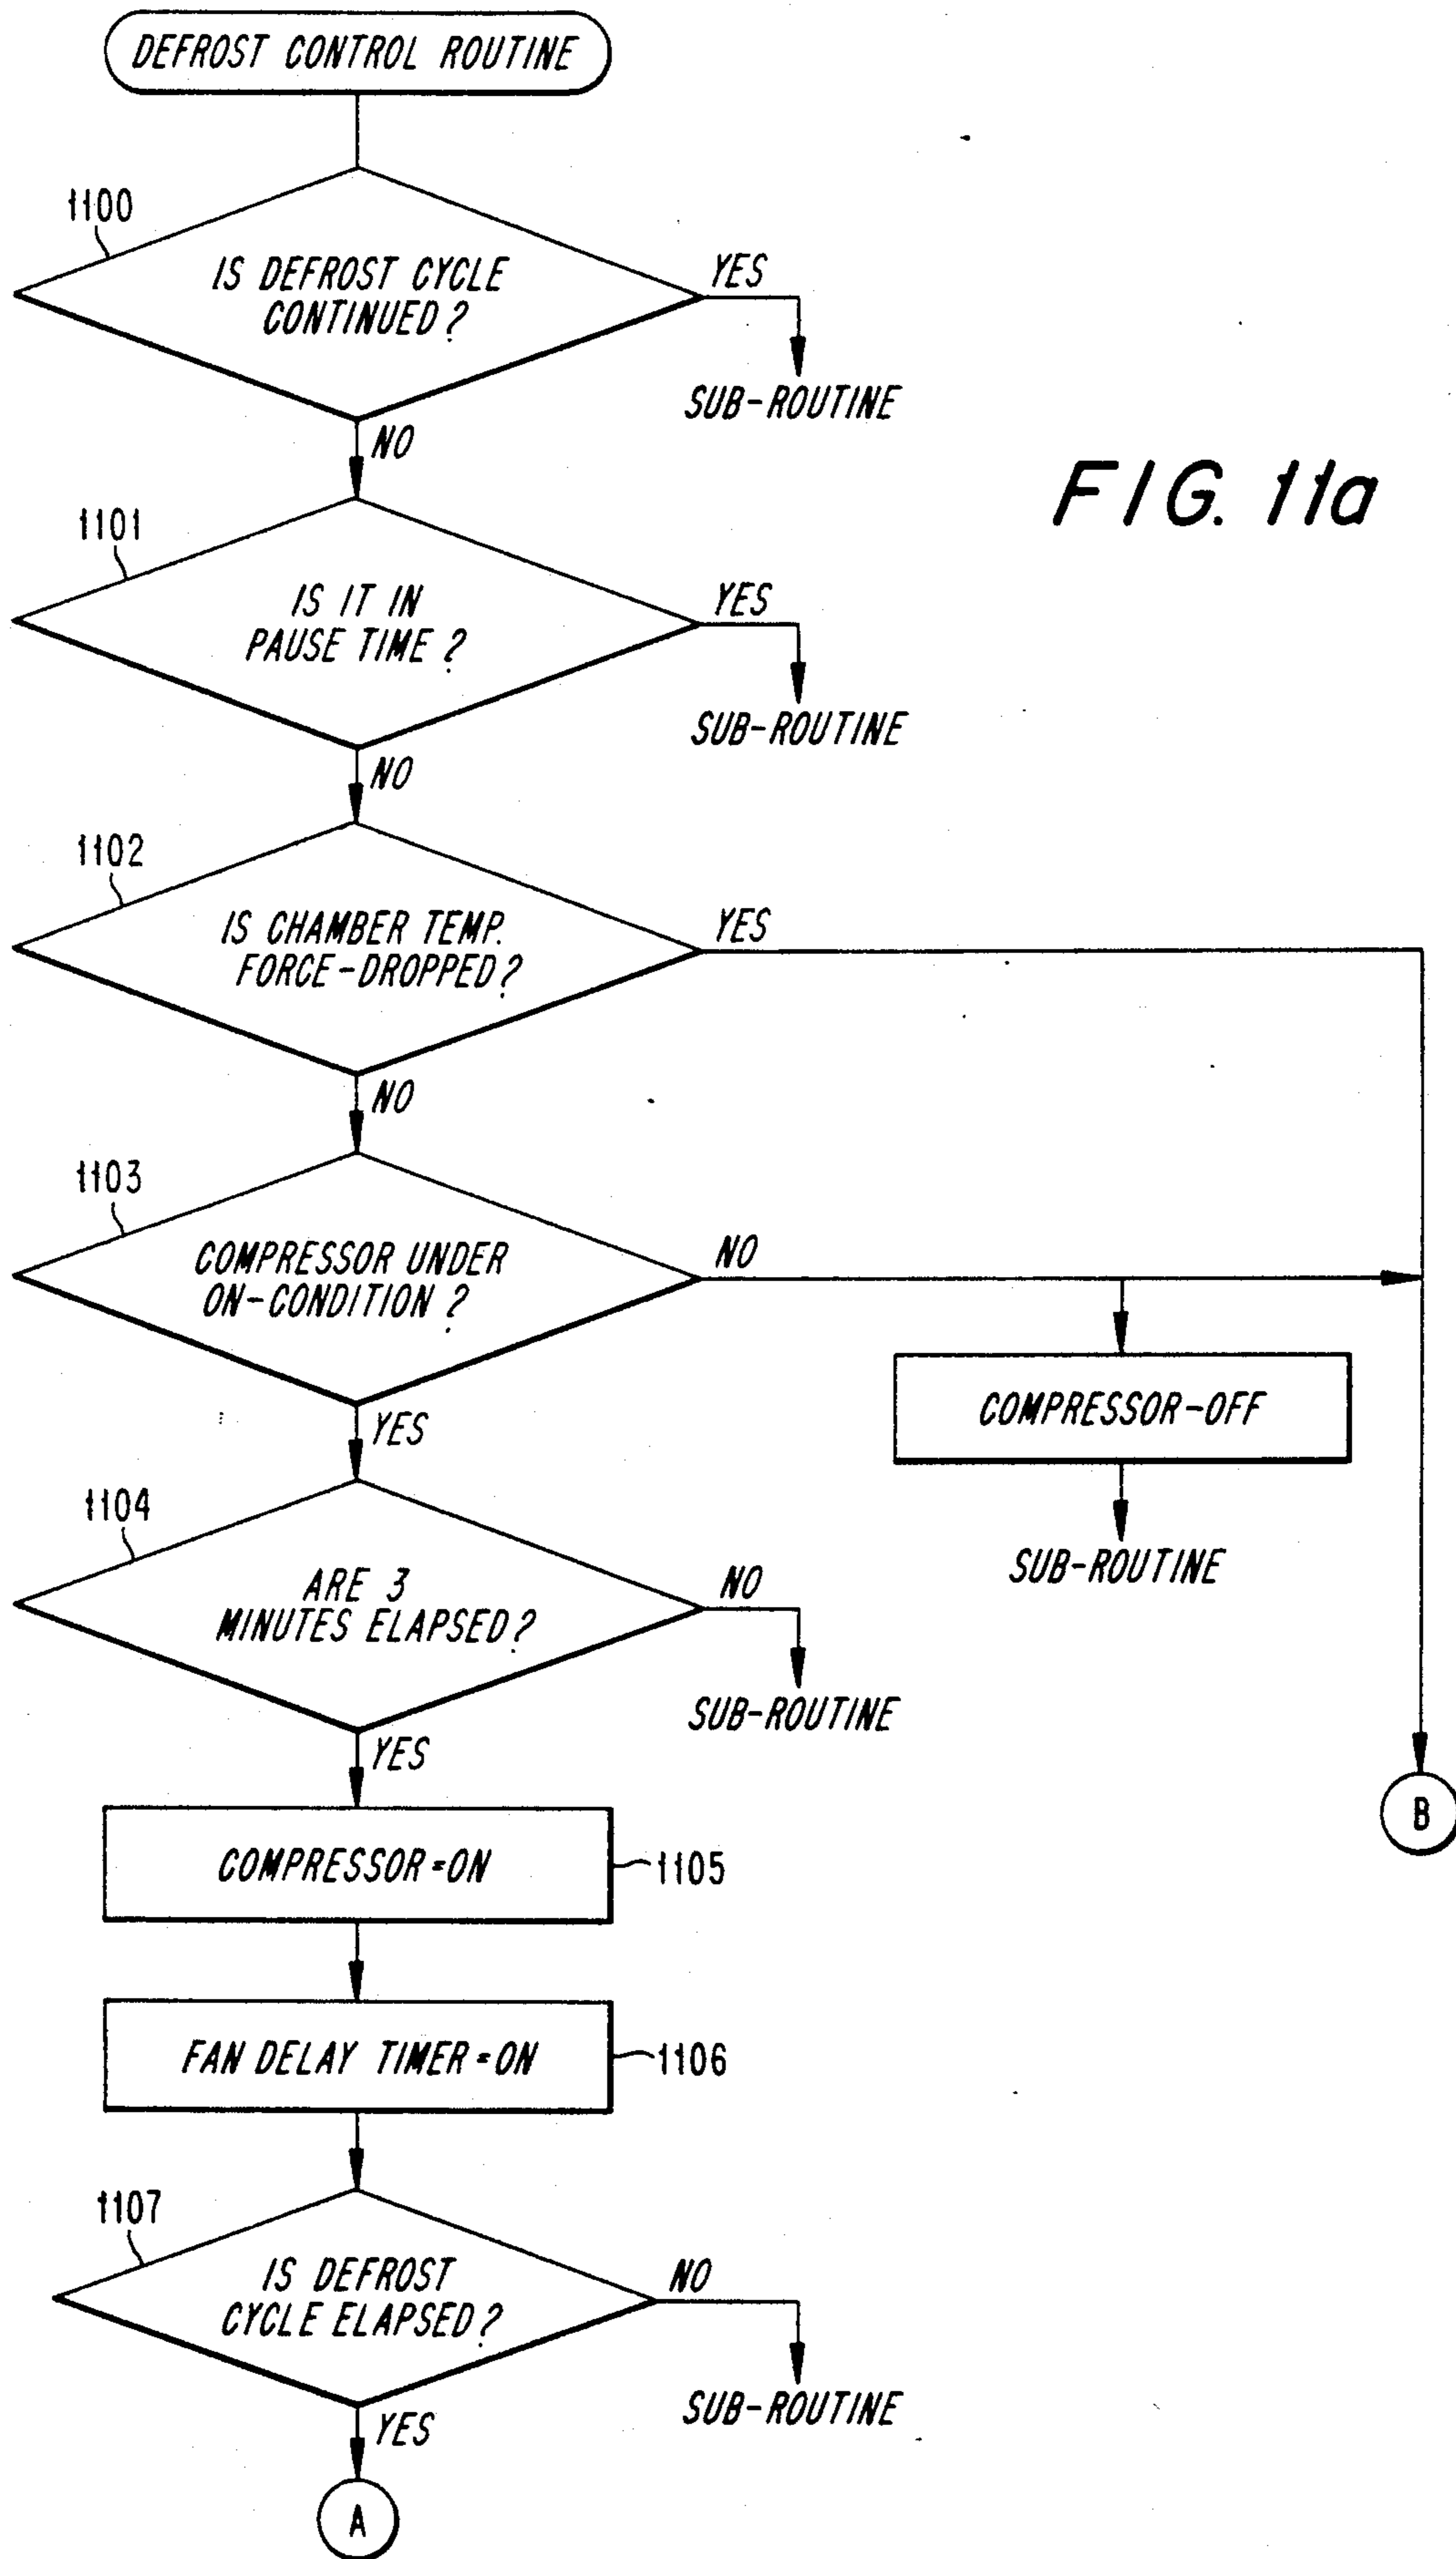 DEFROST CONTROL ROUTINE
1100
IS DEFROST CYCLE
CONTINUED?
YES
SUB-ROUTINE
NO
FIG. 11a
1101
IS IT IN
PAUSE TIME?
YES
SUB-ROUTINE
NO
1102
IS CHAMBER TEMP.
FORCE-DROPPED?
YES
NO
1103
COMPRESSOR UNDER
ON-CONDITION?
NO
COMPRESSOR-OFF
SUB-ROUTINE
YES
1104
ARE 3
MINUTES ELAPSED?
NO
SUB-ROUTINE
YES
B
COMPRESSOR=ON
1105
FAN DELAY TIMER=ON
1106
1107
IS DEFROST
CYCLE ELAPSED?
NO
SUB-ROUTINE
YES
A